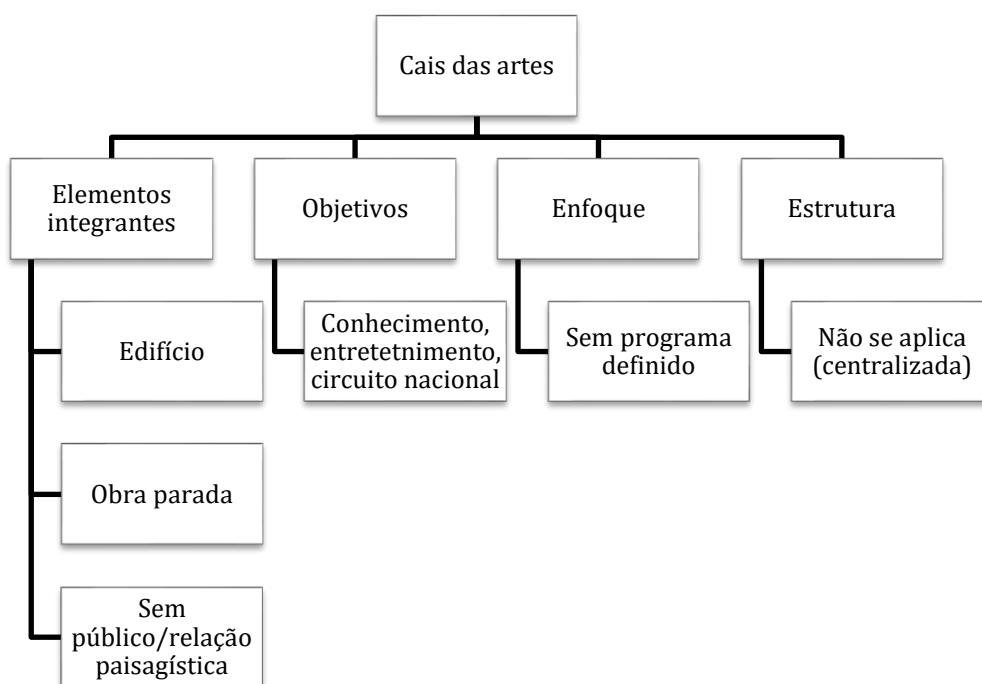 Cais das artes
Elementos
integrantes
Objetivos
Enfoque
Estrutura
Edifício
Conhecimento,
entretetnimento,
circuito nacional
Sem programa
definido
Não se aplica
(centralizada)
Obra parada
Sem
público/relação
paisagística